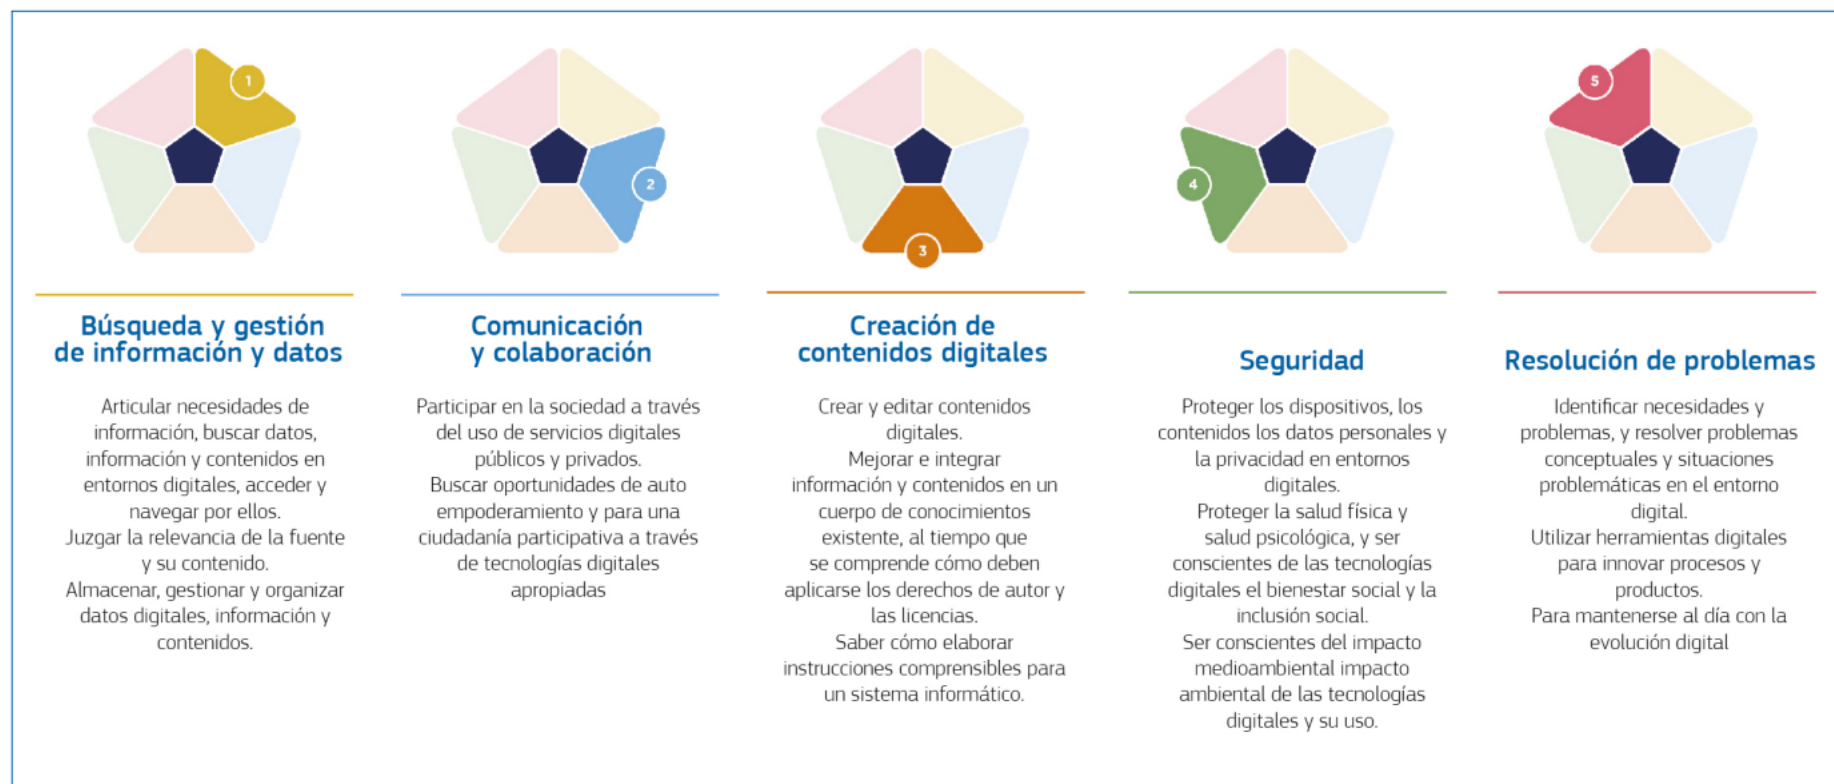 1
Búsqueda y gestión
de información y datos
Articular necesidades de
información, buscar datos,
información y contenidos en
entornos digitales, acceder y
navegar por ellos.
Juzgar la relevancia de la fuente
y su contenido.
Almacenar, gestionar y organizar
datos digitales, información y
contenidos.
2
Comunicación
y colaboración
Participar en la sociedad a través
del uso de servicios digitales
públicos y privados.
Buscar oportunidades de auto
empoderamiento y para una
ciudadanía participativa a través
de tecnologías digitales
apropiadas
3
Creación de
contenidos digitales
Crear y editar contenidos
digitales.
Mejorar e integrar
información y contenidos en un
cuerpo de conocimientos
existente, al tiempo que
se comprende cómo deben
aplicarse los derechos de autor y
las licencias.
Saber cómo elaborar
instrucciones comprensibles para
un sistema informático.
4
Seguridad
Proteger los dispositivos, los
contenidos los datos personales y
la privacidad en entornos
digitales.
Proteger la salud física y
salud psicológica, y ser
conscientes de las tecnologías
digitales el bienestar social y la
inclusión social.
Ser conscientes del impacto
medioambiental impacto
ambiental de las tecnologías
digitales y su uso.
5
Resolución de problemas
Identificar necesidades y
problemas, y resolver problemas
conceptuales y situaciones
problemáticas en el entorno
digital.
Utilizar herramientas digitales
para innovar procesos y
productos.
Para mantenerse al día con la
evolución digital